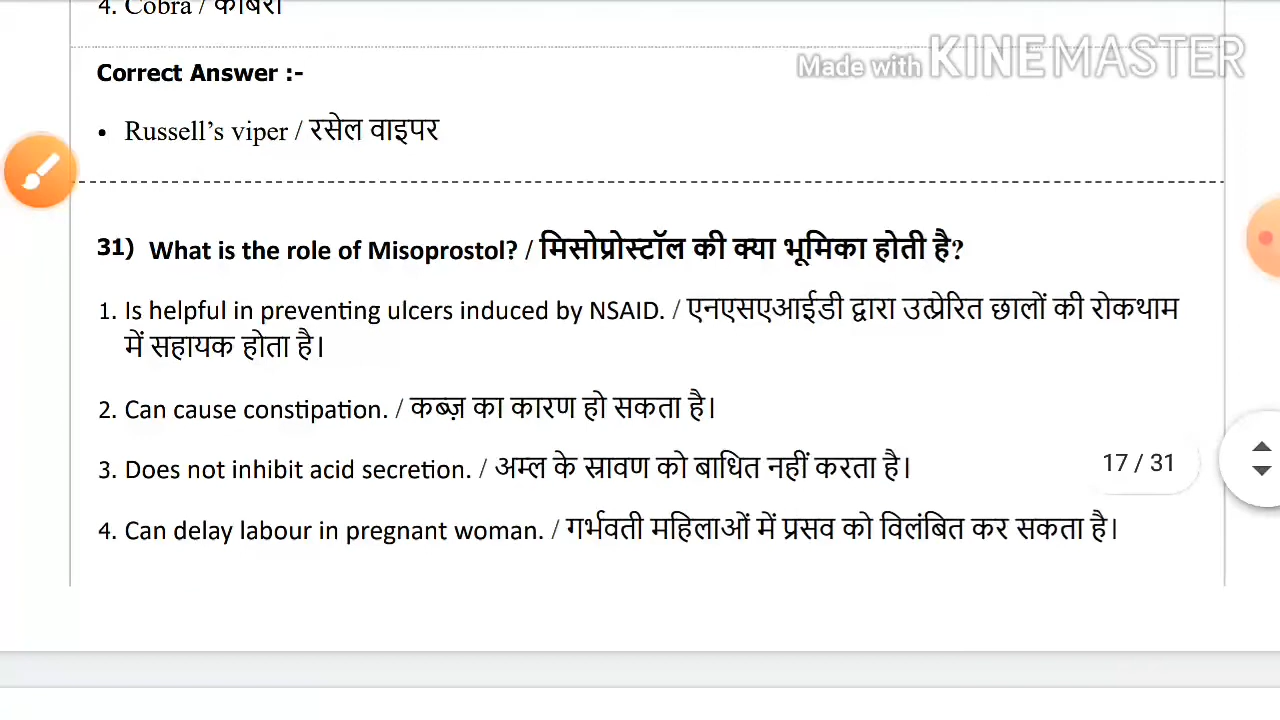 4. Cobra / कोबरा
Made with KINEMASTER
Correct Answer :-
• Russell’s viper / रसेल वाइपर
31) What is the role of Misoprostol? / मिसोप्रोस्टॉल की क्या भूमिका होती है?
1. Is helpful in preventing ulcers induced by NSAID. / एनएसएआईडी द्वारा उत्प्रेरित छालों की रोकथाम
में सहायक होता है।
2. Can cause constipation. / कब्ज़ का कारण हो सकता है।
3. Does not inhibit acid secretion. / अम्ल के स्रावण को बाधित नहीं करता है।
17 / 31
4. Can delay labour in pregnant woman. / गर्भवती महिलाओं में प्रसव को विलंबित कर सकता है।